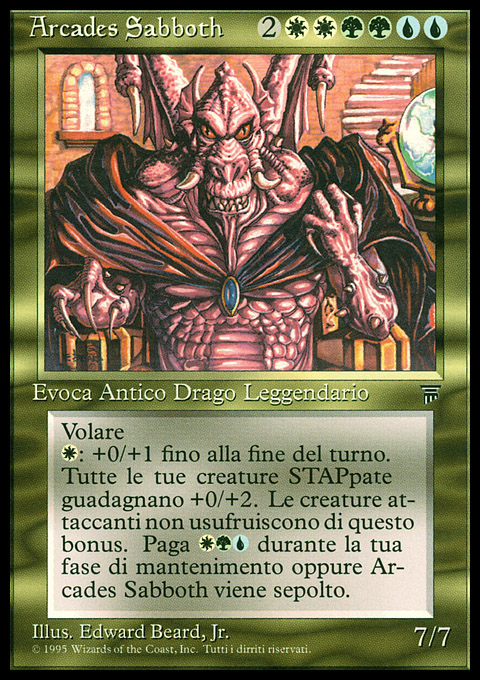 Arcades Sabboth 2
Evoca Antico Drago Leggendario
Volare
: +0/+1 fino alla fine del turno.
Tutte le tue creature STAPpate
guadagnano +0/+2. Le creature at-
taccanti non usufruiscono di questo
bonus. Paga durante la tua
fase di mantenimento oppure Ar-
cades Sabboth viene sepolto.
Illus. Edward Beard, Jr.
7/7
© 1995 Wizards of the Coast, Inc. Tutti i dirriti riservati.